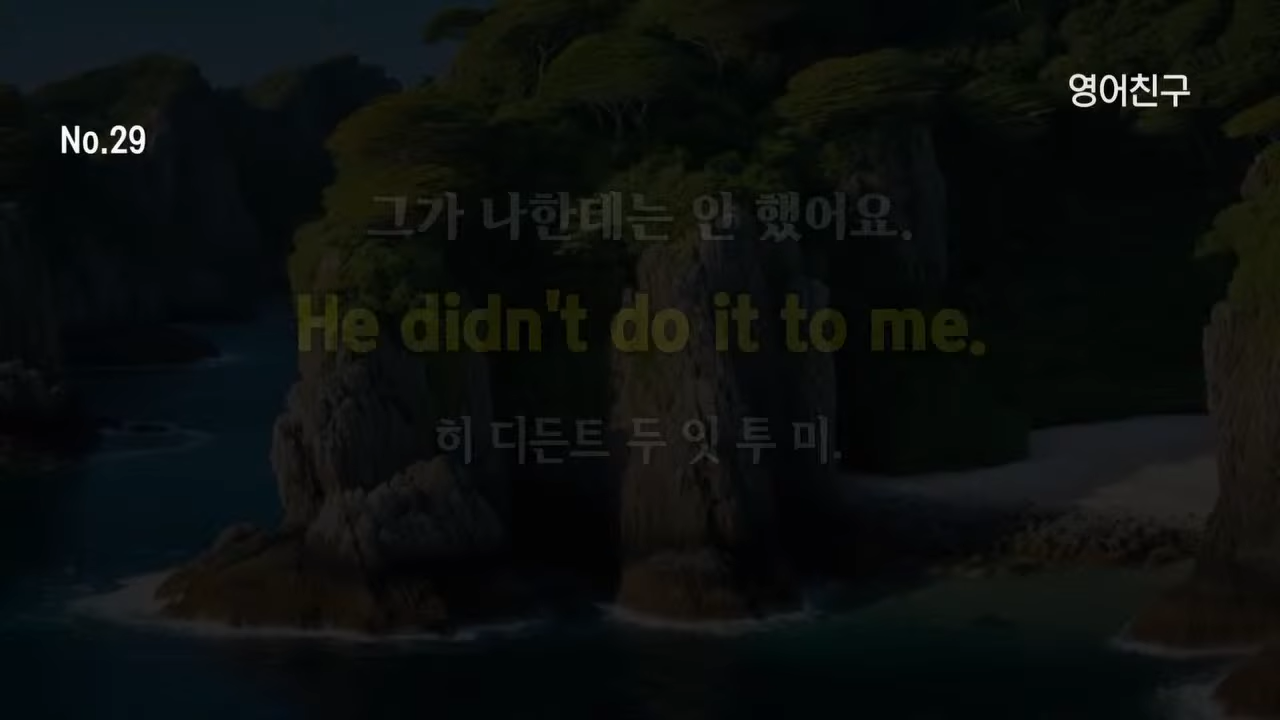 영어친구
No.29
그가 나한테는 안 했어요.
He didn't do it to me.
히 디든트 두 잇 투 미.